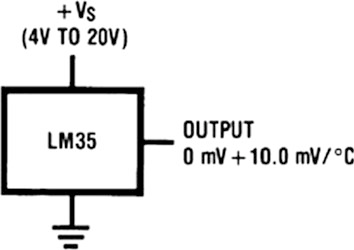 +VS
(4V TO 20V)
LM35
OUTPUT
0 mV + 10.0 mV/°C